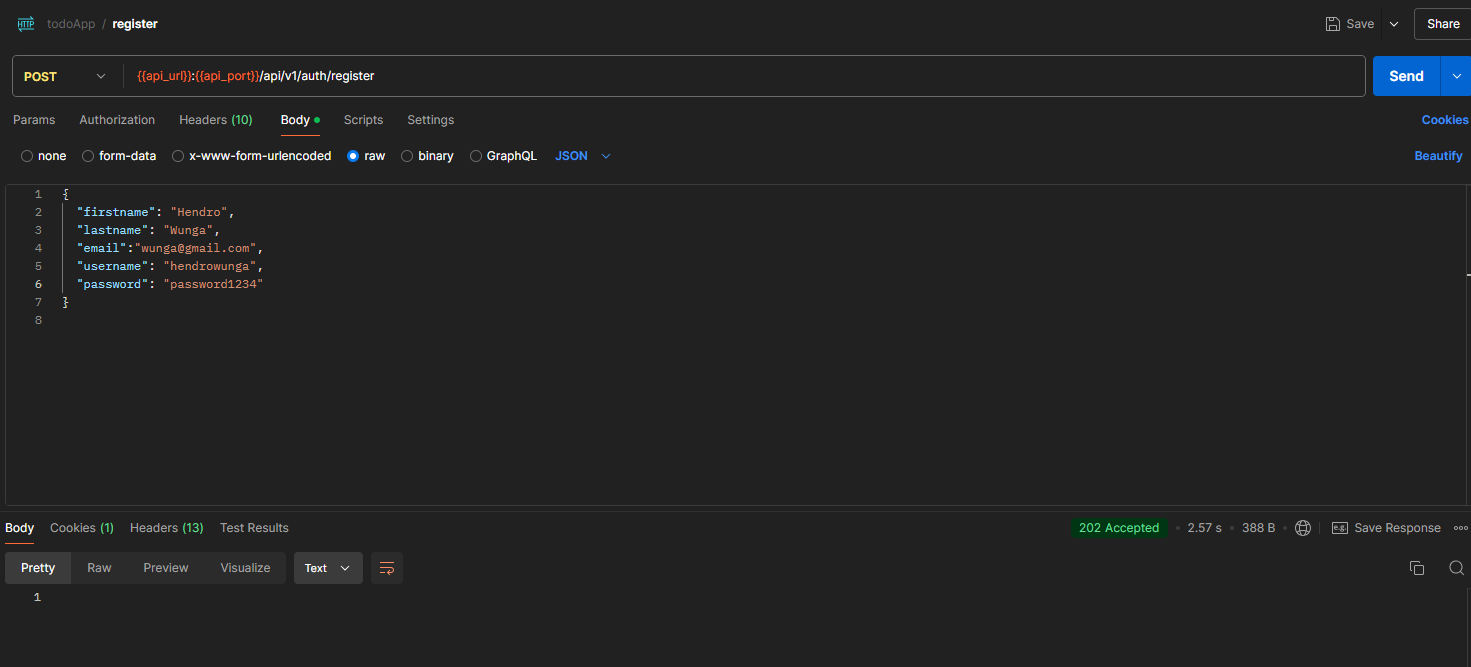 HTTP todoApp / register Save Share
POST {{api_url}}:{{api_port}}/api/v1/auth/register Send
Params Authorization Headers (10) Body Scripts Settings Cookies
none form-data x-www-form-urlencoded raw binary GraphQL JSON Beautify
1 {
2 "firstname": "Hendro",
3 "lastname": "Wunga",
4 "email":"wunga@gmail.com",
5 "username": "hendrowunga",
6 "password": "password1234"
7 }
8
Body Cookies (1) Headers (13) Test Results 202 Accepted • 2.57 s • 388 B • e.g. Save Response
Pretty Raw Preview Visualize Text
1